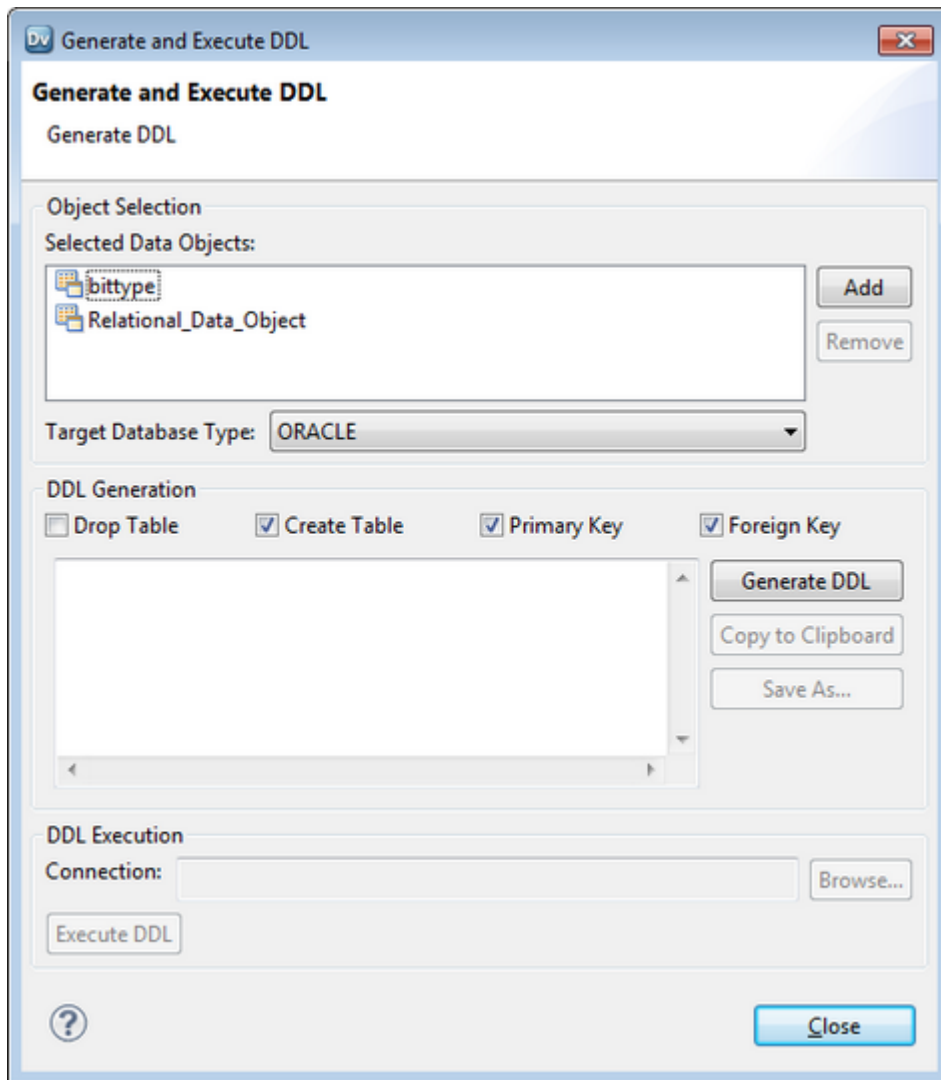 Dv Generate and Execute DDL
Generate and Execute DDL
Generate DDL
Object Selection
Selected Data Objects:
bittype
Add
Relational_Data_Object
Remove
Target Database Type: ORACLE
DDL Generation
Drop Table Create Table Primary Key Foreign Key
Generate DDL
Copy to Clipboard
Save As...
DDL Execution
Connection: Browse...
Execute DDL
? Close